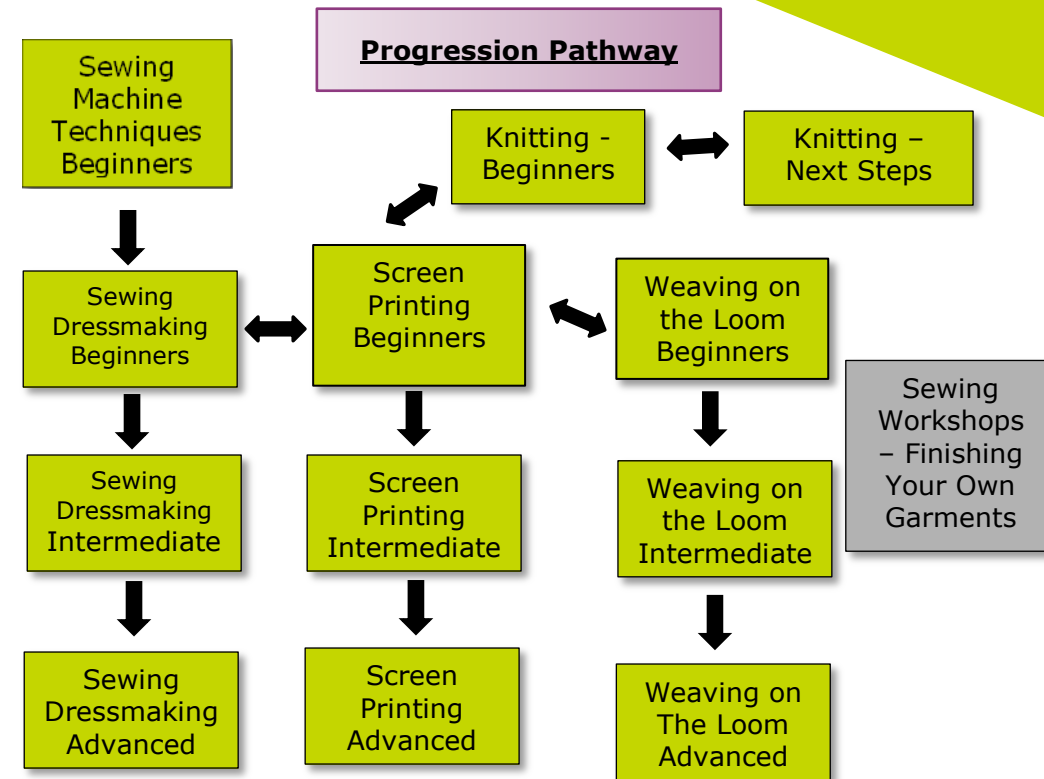 Progression Pathway
Sewing
Machine
Techniques
Beginners
Knitting -
Beginners
Knitting –
Next Steps
Sewing
Dressmaking
Beginners
Screen
Printing
Beginners
Weaving on
the Loom
Beginners
Sewing
Workshops
– Finishing
Your Own
Garments
Sewing
Dressmaking
Intermediate
Screen
Printing
Intermediate
Weaving on
the Loom
Intermediate
Sewing
Dressmaking
Advanced
Screen
Printing
Advanced
Weaving on
The Loom
Advanced